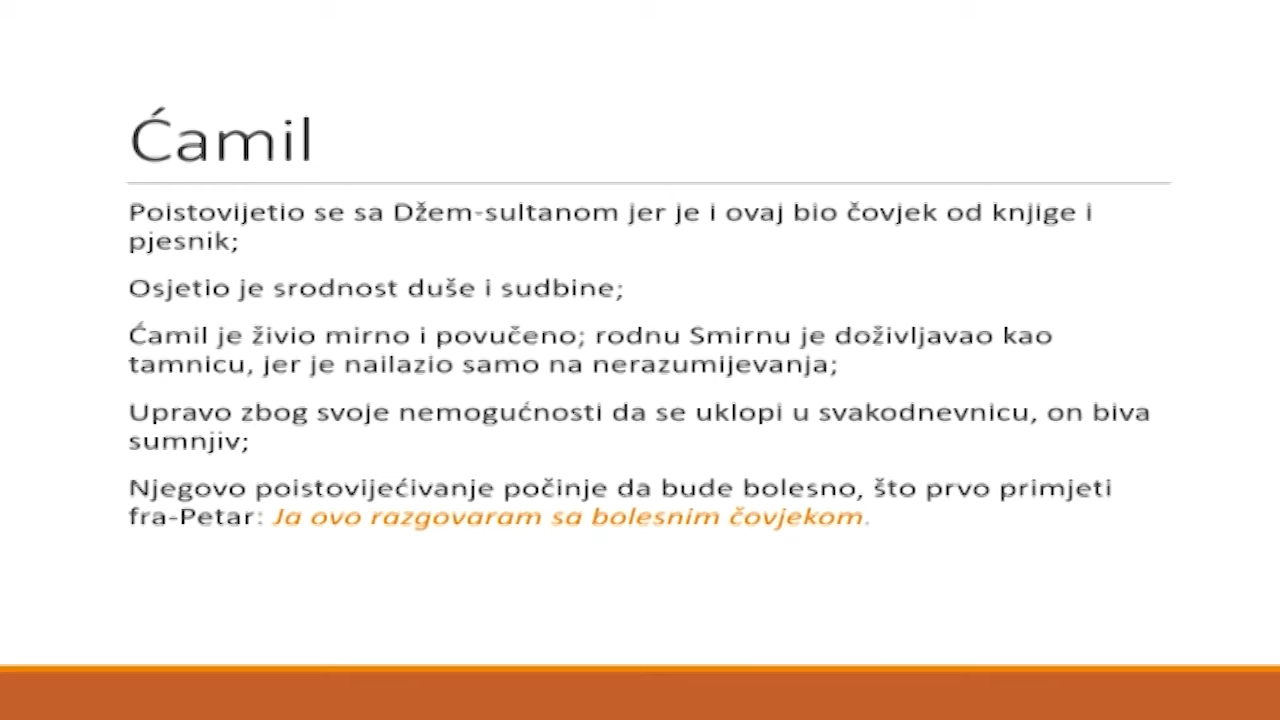 Ćamil
Poistovijetio se sa Džem-sultanom jer je i ovaj bio čovjek od knjige i
pjesnik;
Osjetio je srodnost duše i sudbine;
Ćamil je živio mirno i povučeno; rodnu Smirnu je doživljavao kao
tamnicu, jer je nailazio samo na nerazumijevanja;
Upravo zbog svoje nemogućnosti da se uklopi u svakodnevnicu, on biva
sumnjiv;
Njegovo poistovijećivanje počinje da bude bolesno, što prvo primjeti
fra-Petar: Ja ovo razgovaram sa bolesnim čovjekom.